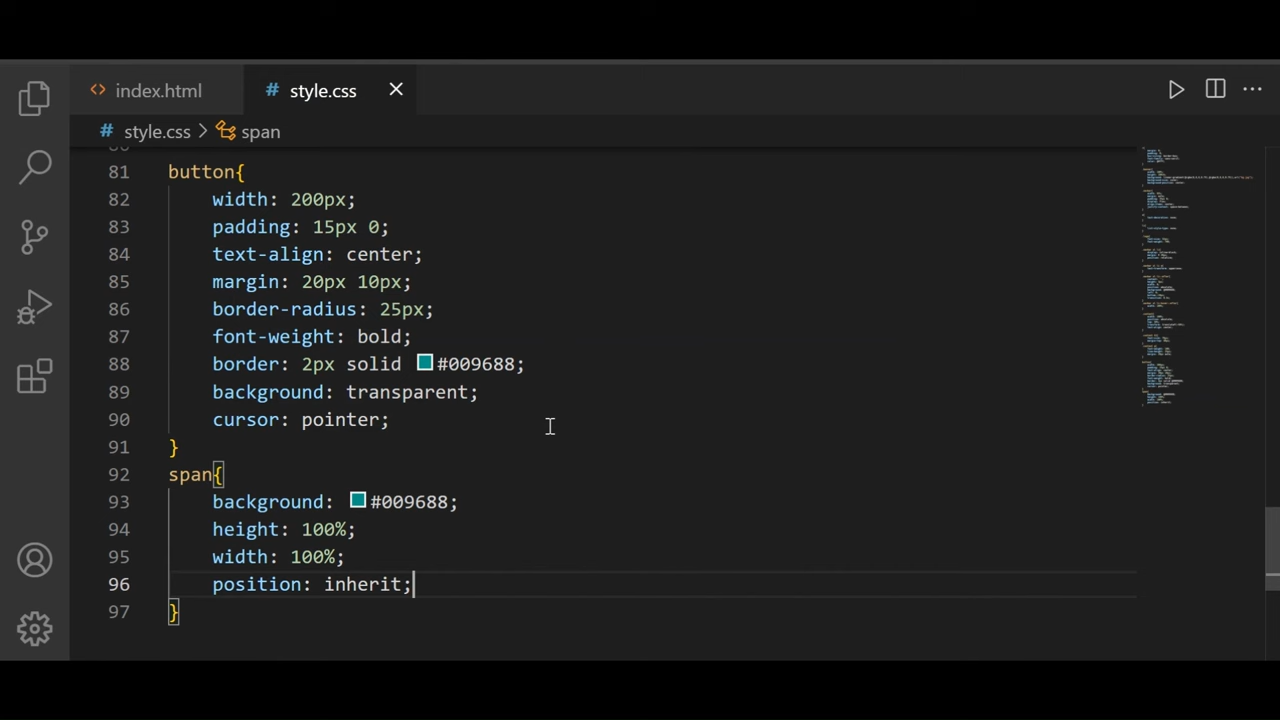 index.html
style.css
style.css > span
80
81 button{
82 width: 200px;
83 padding: 15px 0;
84 text-align: center;
85 margin: 20px 10px;
86 border-radius: 25px;
87 font-weight: bold;
88 border: 2px solid #009688;
89 background: transparent;
90 cursor: pointer;
91 }
92 span{
93 background: #009688;
94 height: 100%;
95 width: 100%;
96 position: inherit;
97 }